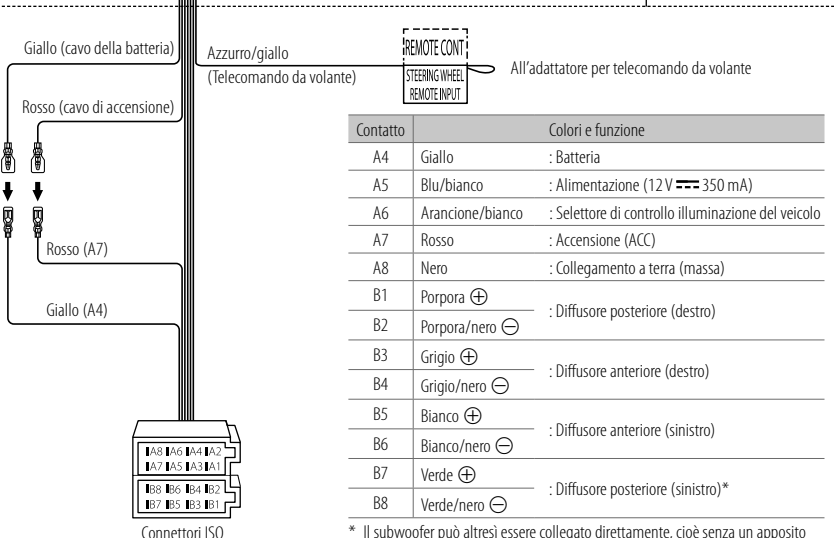 Giallo (cavo della batteria)
Azzurro/giallo
(Telecomando da volante)
REMOTE CONT
STEERING WHEEL
REMOTE INPUT
All'adattatore per telecomando da volante
Rosso (cavo di accensione)
Rosso (A7)
Giallo (A4)
Contatto Colori e funzione
A4 Giallo : Batteria
A5 Blu/bianco : Alimentazione (12 V ⎓ 350 mA)
A6 Arancione/bianco : Selettore di controllo illuminazione del veicolo
A7 Rosso : Accensione (ACC)
A8 Nero : Collegamento a terra (massa)
B1 Porpora ⊕ : Diffusore posteriore (destro)
B2 Porpora/nero ⊖
B3 Grigio ⊕ : Diffusore anteriore (destro)
B4 Grigio/nero ⊖
B5 Bianco ⊕ : Diffusore anteriore (sinistro)
B6 Bianco/nero ⊖
B7 Verde ⊕ : Diffusore posteriore (sinistro)*
B8 Verde/nero ⊖
A8 A6 A4 A2
A7 A5 A3 A1
B8 B6 B4 B2
B7 B5 B3 B1
Connettori ISO
* Il subwoofer può altresì essere collegato direttamente, cioè senza un apposito